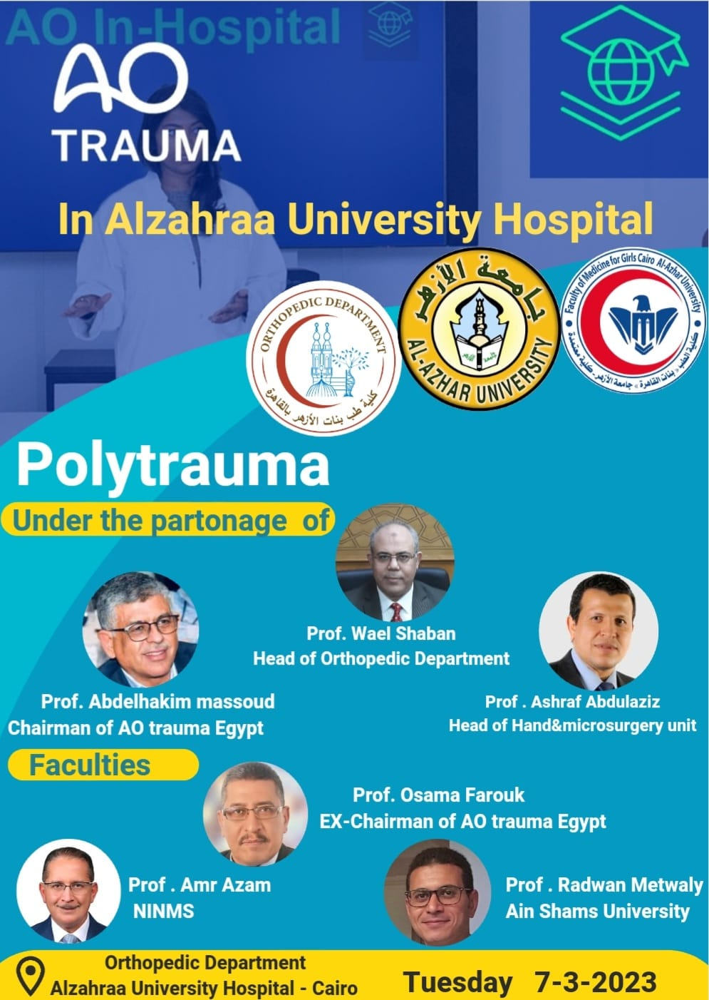 AO In-Hospital
AO
TRAUMA
In Alzahraa University Hospital
ORTHOPEDIC DEPARTMENT
كلية طب بنات الأزهر بالقاهرة
جامعة الأزهر
AL-AZHAR UNIVERSITY
Faculty of Medicine for Girls Cairo Al-Azhar University
كلية الطب » بنات القاهرة » جامعة الأزهر - كلية معتمدة
Polytrauma
Under the partonage of
Prof. Wael Shaban
Head of Orthopedic Department
Prof. Abdelhakim massoud
Chairman of AO trauma Egypt
Prof . Ashraf Abdulaziz
Head of Hand&microsurgery unit
Faculties
Prof. Osama Farouk
EX-Chairman of AO trauma Egypt
Prof . Amr Azam
NINMS
Prof . Radwan Metwaly
Ain Shams University
Orthopedic Department
Alzahraa University Hospital - Cairo
Tuesday 7-3-2023